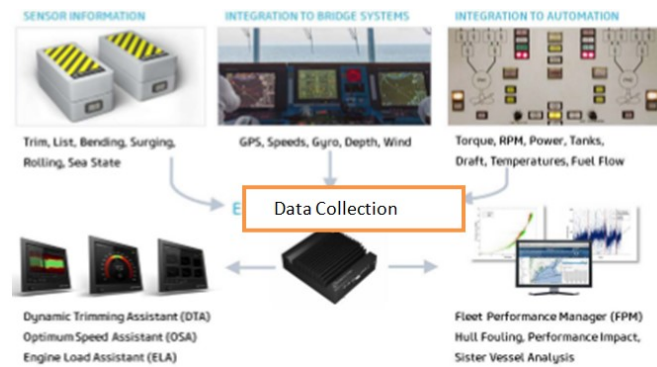 SENSOR INFORMATION
INTEGRATION TO BRIDGE SYSTEMS
INTEGRATION TO AUTOMATION
Trim, List, Bending, Surging,
Rolling, Sea State
GPS, Speeds, Gyro, Depth, Wind
Torque, RPM, Power, Tanks,
Draft, Temperatures, Fuel Flow
E
Data Collection
Dynamic Trimming Assistant (DTA)
Optimum Speed Assistant (OSA)
Engine Load Assistant (ELA)
Fleet Performance Manager (FPM)
Hull Fouling, Performance Impact,
Sister Vessel Analysis